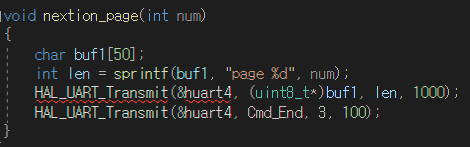 void nextion_page(int num)
{
char buf1[50];
int len = sprintf(buf1, "page %d", num);
HAL_UART_Transmit(&huart4, (uint8_t*)buf1, len, 1000);
HAL_UART_Transmit(&huart4, Cmd_End, 3, 100);
}